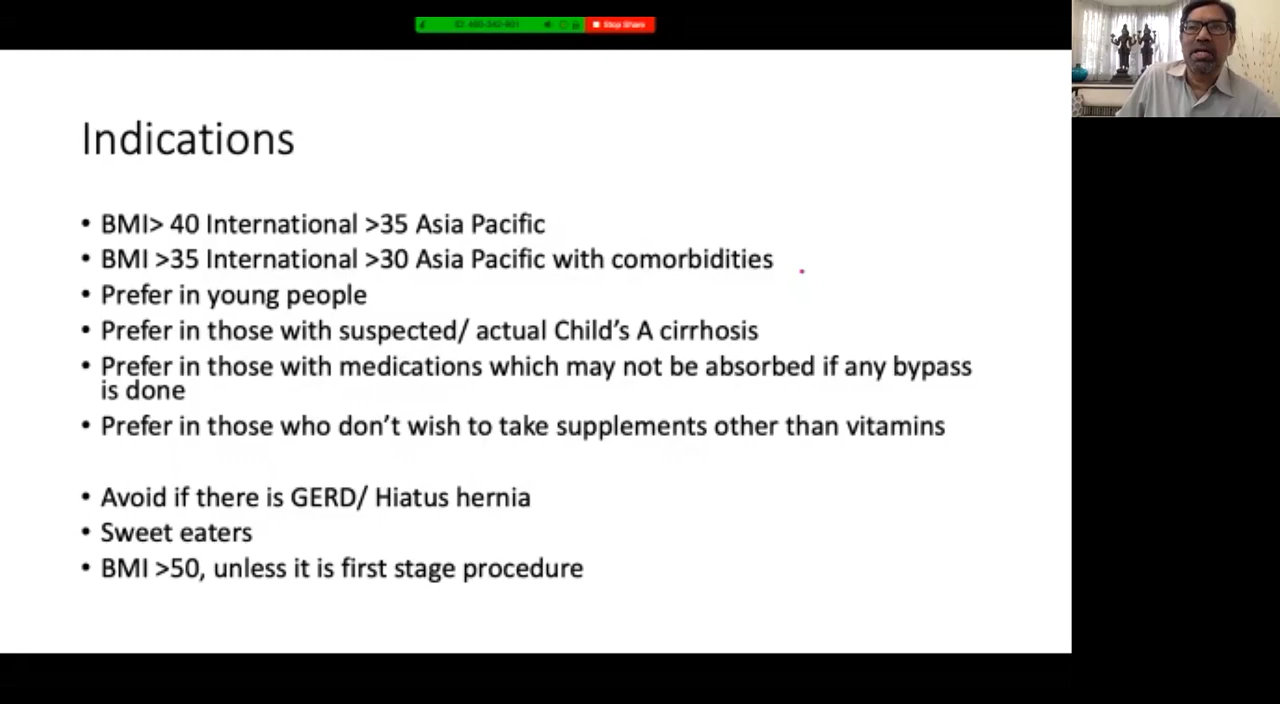 Stop Share
Indications
• BMI> 40 International >35 Asia Pacific
• BMI >35 International >30 Asia Pacific with comorbidities
• Prefer in young people
• Prefer in those with suspected/ actual Child’s A cirrhosis
• Prefer in those with medications which may not be absorbed if any bypass
is done
• Prefer in those who don’t wish to take supplements other than vitamins
• Avoid if there is GERD/ Hiatus hernia
• Sweet eaters
• BMI >50, unless it is first stage procedure